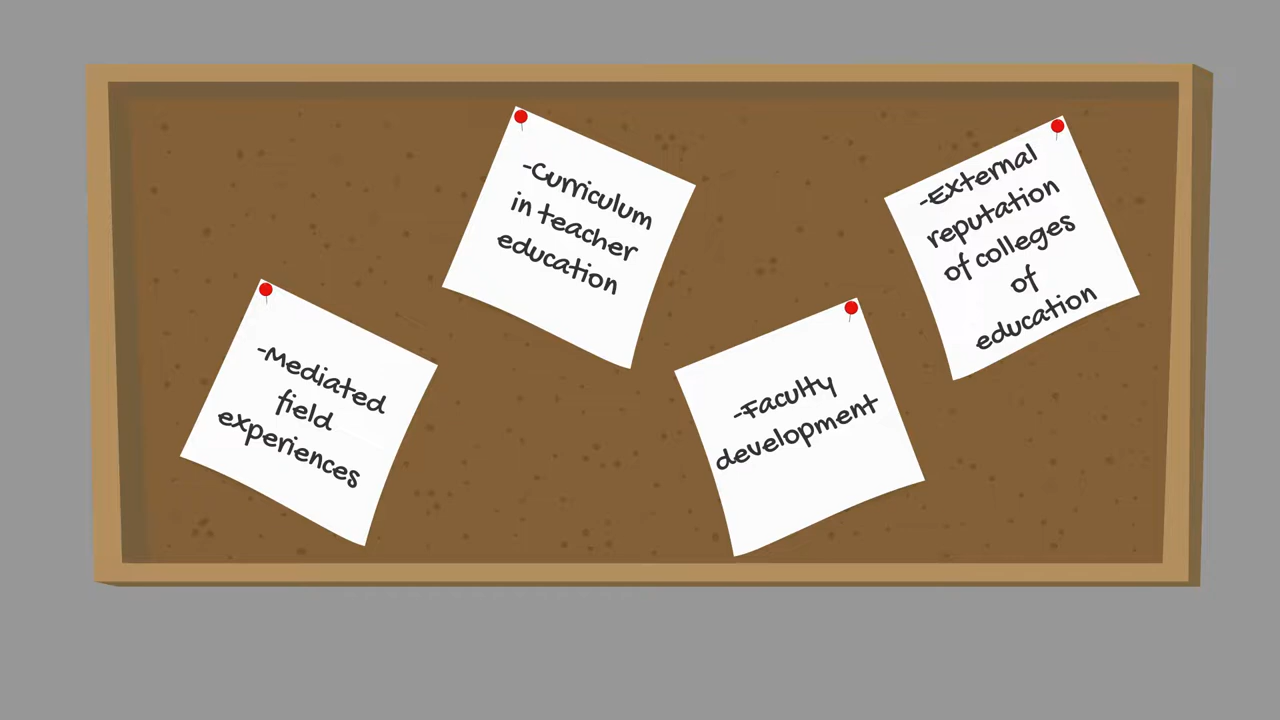 -Mediated
field
experiences
-Curriculum
in teacher
education
-Faculty
development
-External
reputation
of colleges
of
education